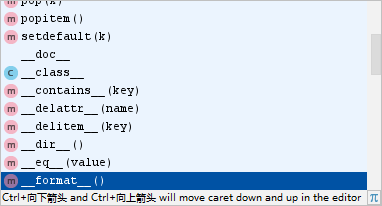 m pop(k)
m popitem()
m setdefault(k)
__doc__
C __class__
m __contains__(key)
m __delattr__(name)
m __delitem__(key)
m __dir__()
m __eq__(value)
m __format__()
Ctrl+向下箭头 and Ctrl+向上箭头 will move caret down and up in the editor π